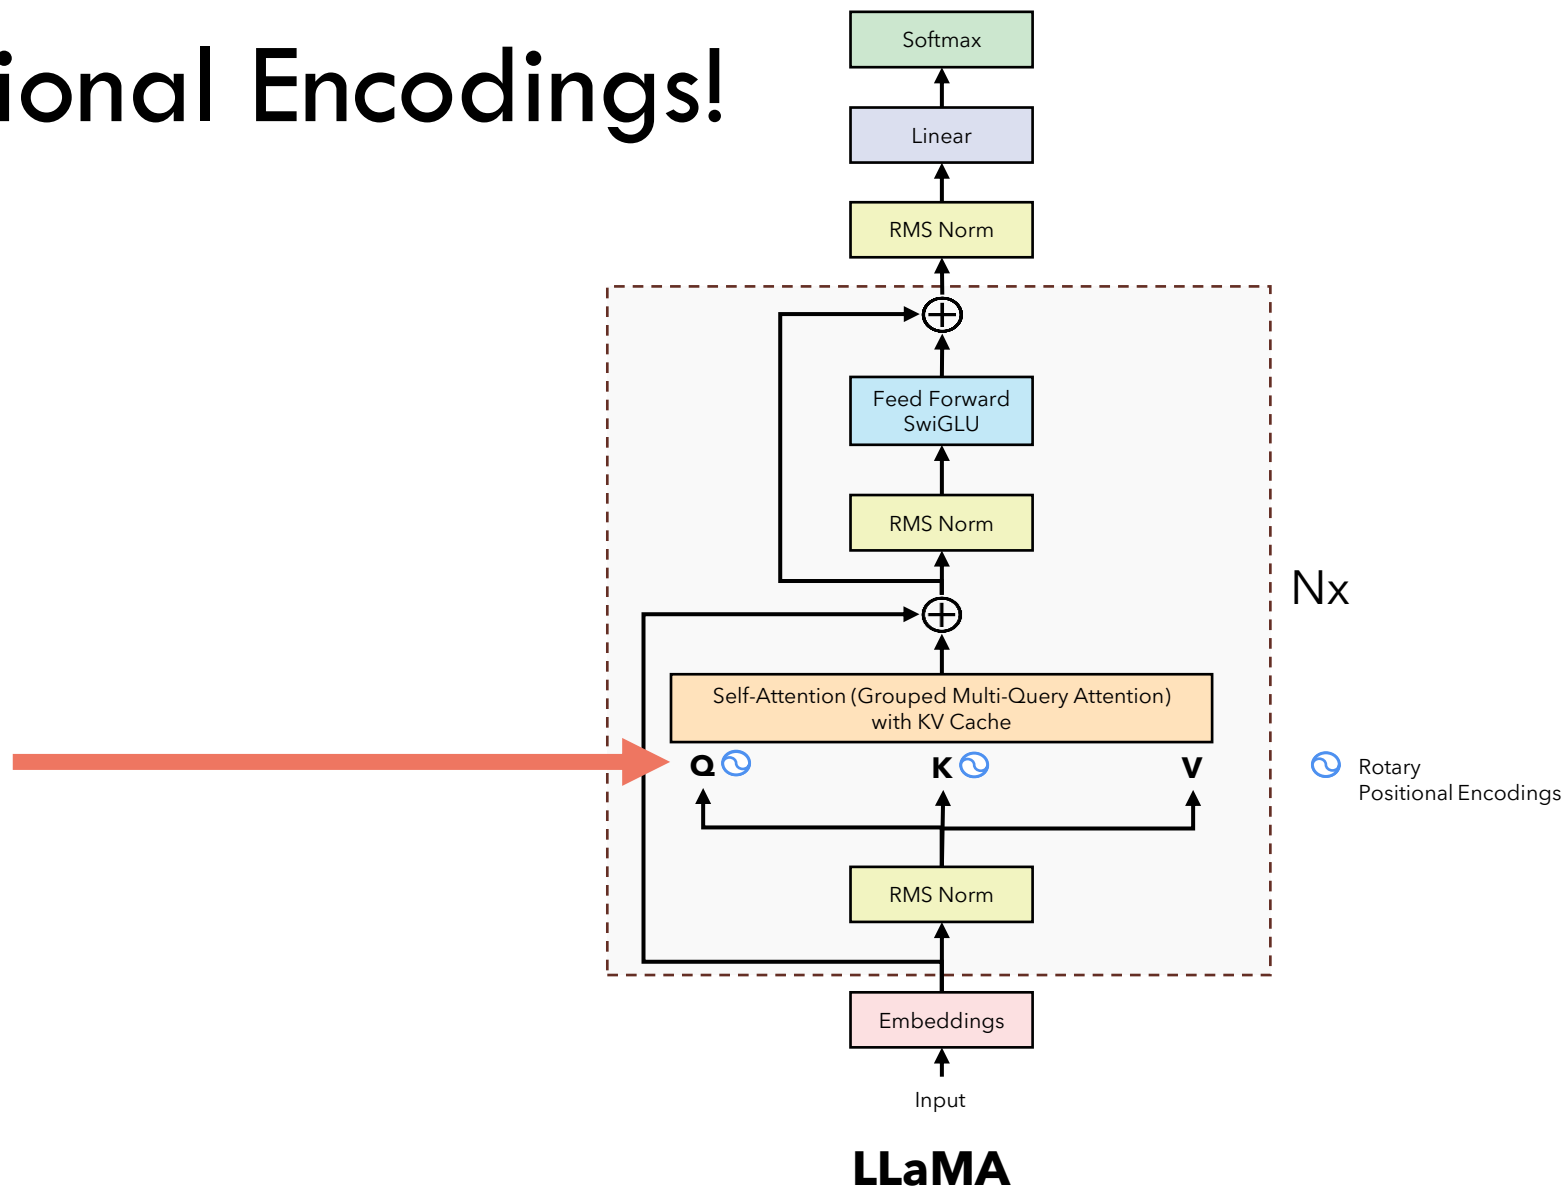 ional Encodings!
Softmax
Linear
RMS Norm
Feed Forward
SwiGLU
RMS Norm
Nx
Self-Attention (Grouped Multi-Query Attention)
with KV Cache
Q K V
Rotary
Positional Encodings
RMS Norm
Embeddings
Input
LLaMA